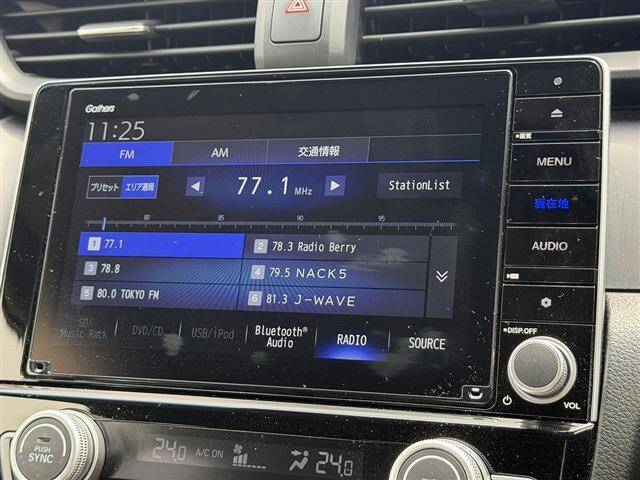 Gathers
11:25
FM AM 交通情報
プリセット エリア選局 ◀ 77.1 MHz ▶ StationList
80 85 90 95
1 77.1 2 78.3 Radio Berry
3 78.8 4 79.5 NACK5
5 80.0 TOKYO FM 6 81.3 J-WAVE
SD/ Music Rack DVD/CD USB/iPod Bluetooth® Audio RADIO SOURCE
MENU
現在地
AUDIO
DISP.OFF
VOL
PUSH SYNC
24.0 A/C ON 24.0
PUSH